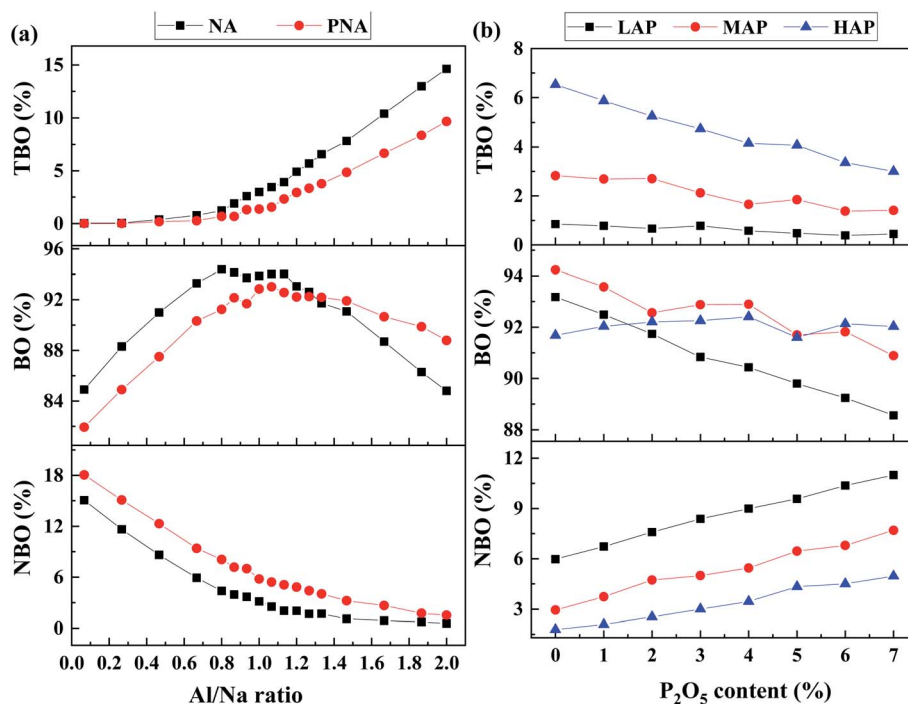 (a) NA PNA
TBO (%)
15
10
5
0
BO (%)
96
92
88
84
NBO (%)
18
12
6
0
0.0 0.2 0.4 0.6 0.8 1.0 1.2 1.4 1.6 1.8 2.0
Al/Na ratio
(b) LAP MAP HAP
TBO (%)
8
6
4
2
0
BO (%)
94
92
90
88
NBO (%)
12
9
6
3
0 1 2 3 4 5 6 7
P₂O₅ content (%)